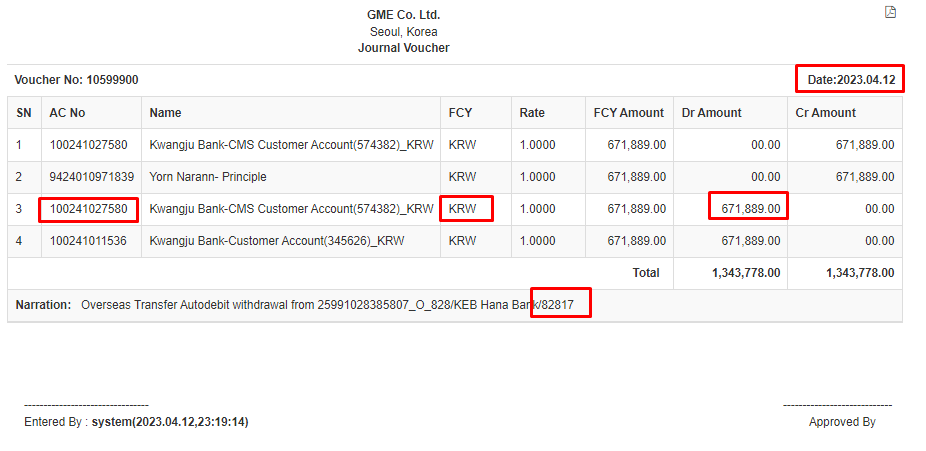 GME Co. Ltd.
Seoul, Korea
Journal Voucher
Voucher No: 10599900 Date:2023.04.12
SN AC No Name FCY Rate FCY Amount Dr Amount Cr Amount
1 100241027580 Kwangju Bank-CMS Customer Account(574382)_KRW KRW 1.0000 671,889.00 00.00 671,889.00
2 9424010971839 Yorn Narann- Principle KRW 1.0000 671,889.00 00.00 671,889.00
3 100241027580 Kwangju Bank-CMS Customer Account(574382)_KRW KRW 1.0000 671,889.00 671,889.00 00.00
4 100241011536 Kwangju Bank-Customer Account(345626)_KRW KRW 1.0000 671,889.00 671,889.00 00.00
Total 1,343,778.00 1,343,778.00
Narration: Overseas Transfer Autodebit withdrawal from 25991028385807_O_828/KEB Hana Bank/82817
Entered By : system(2023.04.12,23:19:14) Approved By